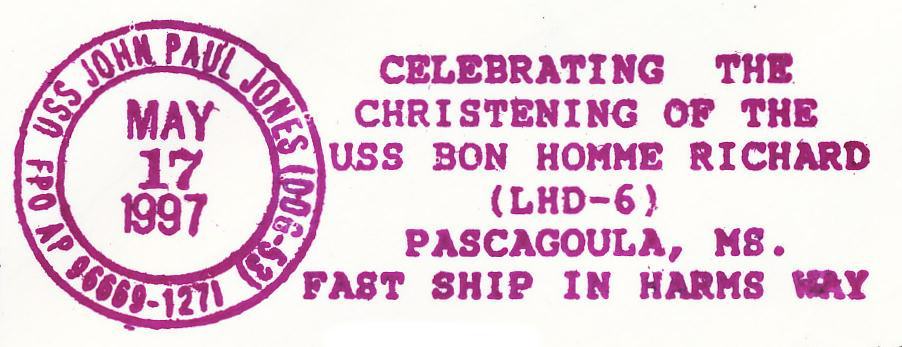 USS JOHN PAUL JONES (DDG-53)
FPO AP 96669-1271
MAY
17
1997
CELEBRATING THE
CHRISTENING OF THE
USS BON HOMME RICHARD
(LHD-6)
PASCAGOULA, MS.
FAST SHIP IN HARMS WAY